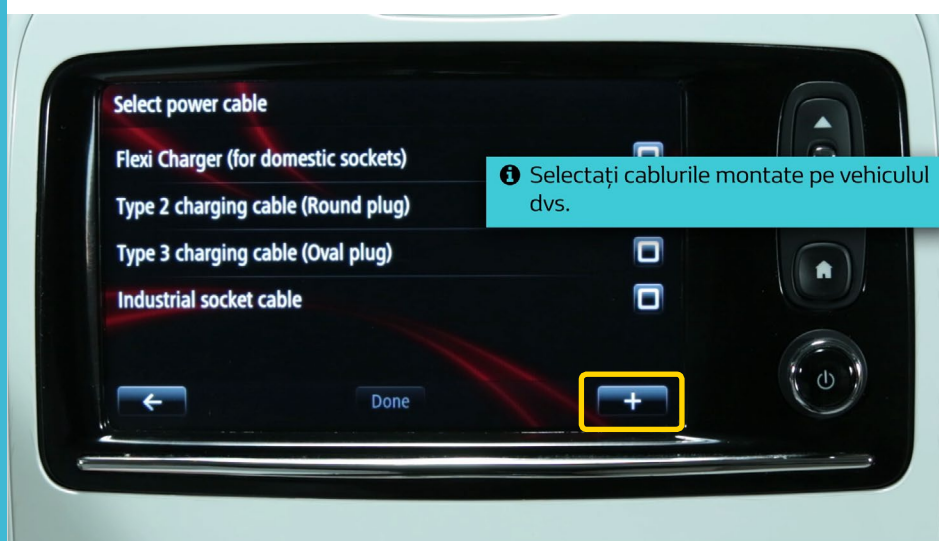 Select power cable
Flexi Charger (for domestic sockets)
Selectați cablurile montate pe vehiculul
dvs.
Type 2 charging cable (Round plug)
Type 3 charging cable (Oval plug)
Industrial socket cable
Done